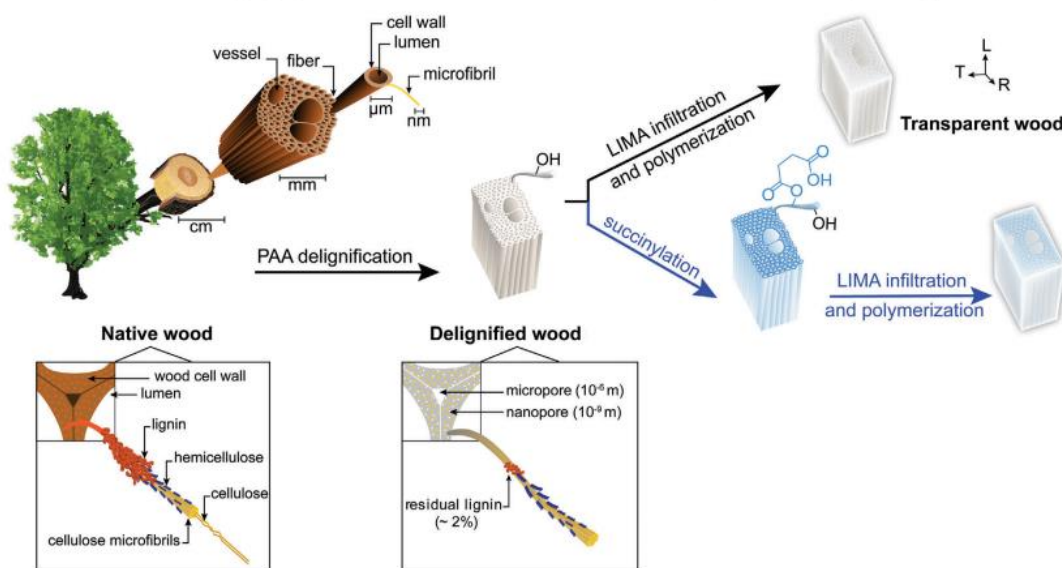 cell wall
lumen
vessel
fiber
microfibril
µm
nm
mm
cm
PAA delignification
OH
LIMA infiltration
and polymerization
L
T
R
Transparent wood
succinylation
O
OH
O
O
OH
LIMA infiltration
and polymerization
Native wood
wood cell wall
lumen
lignin
hemicellulose
cellulose
cellulose microfibrils
Delignified wood
micropore (10⁻⁶ m)
nanopore (10⁻⁹ m)
residual lignin
(~ 2%)